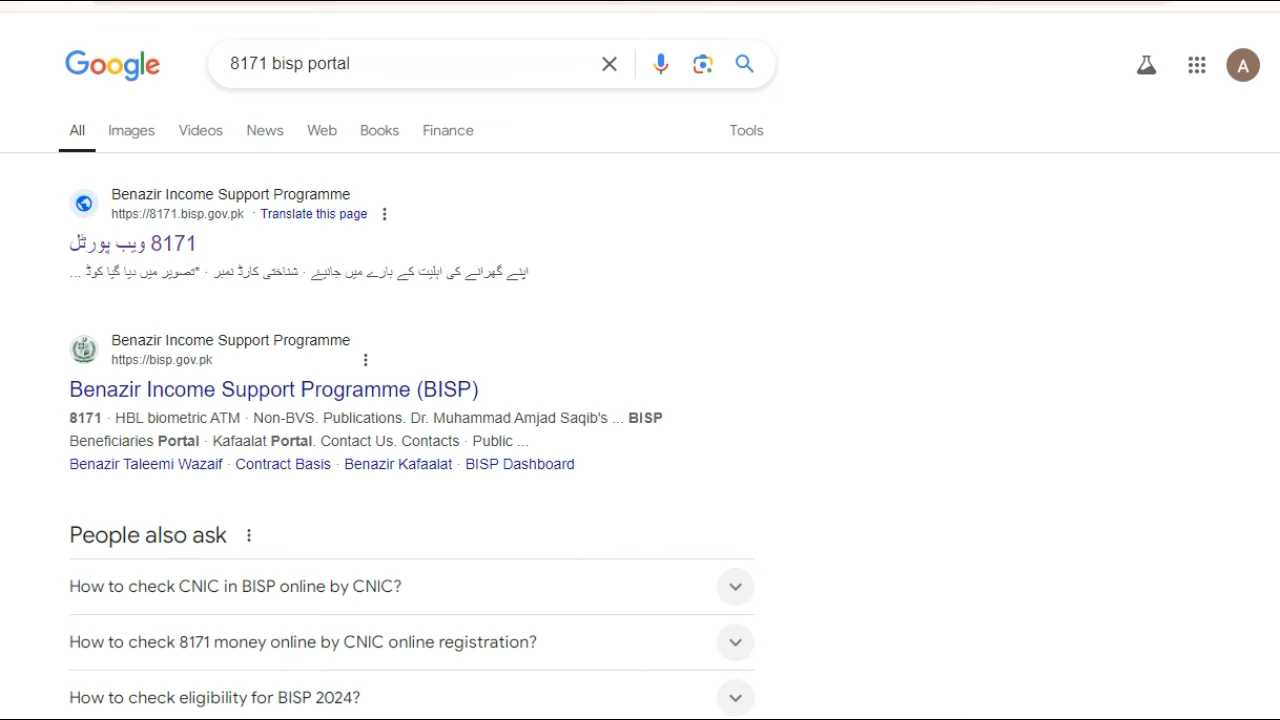 Google
8171 bisp portal
A
All Images Videos News Web Books Finance Tools
Benazir Income Support Programme
https://8171.bisp.gov.pk · Translate this page
8171 ویب پورٹل
اپنے گھرانے کی اہلیت کے بارے میں جانیئے · شناختی کارڈ نمبر · *تصویر میں دیا گیا کوڈ ...
Benazir Income Support Programme
https://bisp.gov.pk
Benazir Income Support Programme (BISP)
8171 · HBL biometric ATM · Non-BVS. Publications. Dr. Muhammad Amjad Saqib's ... BISP
Beneficiaries Portal · Kafaalat Portal. Contact Us. Contacts · Public ...
Benazir Taleemi Wazaif · Contract Basis · Benazir Kafaalat · BISP Dashboard
People also ask
How to check CNIC in BISP online by CNIC?
How to check 8171 money online by CNIC online registration?
How to check eligibility for BISP 2024?